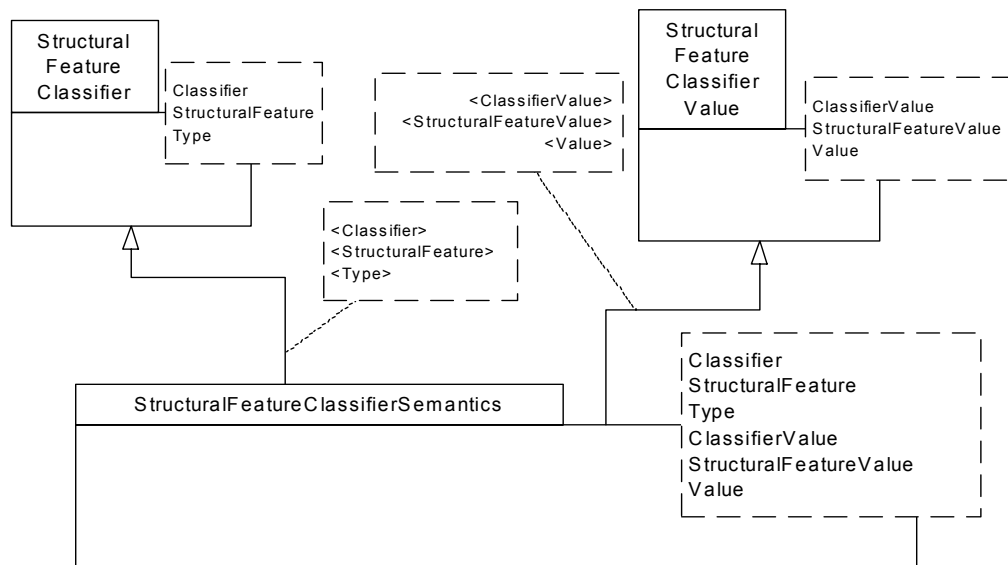 Structural
Feature
Classifier
Classifier
StructuralFeature
Type
<ClassifierValue>
<StructuralFeatureValue>
<Value>
Structural
Feature
Classifier
Value
ClassifierValue
StructuralFeatureValue
Value
<Classifier>
<StructuralFeature>
<Type>
StructuralFeatureClassifierSemantics
Classifier
StructuralFeature
Type
ClassifierValue
StructuralFeatureValue
Value